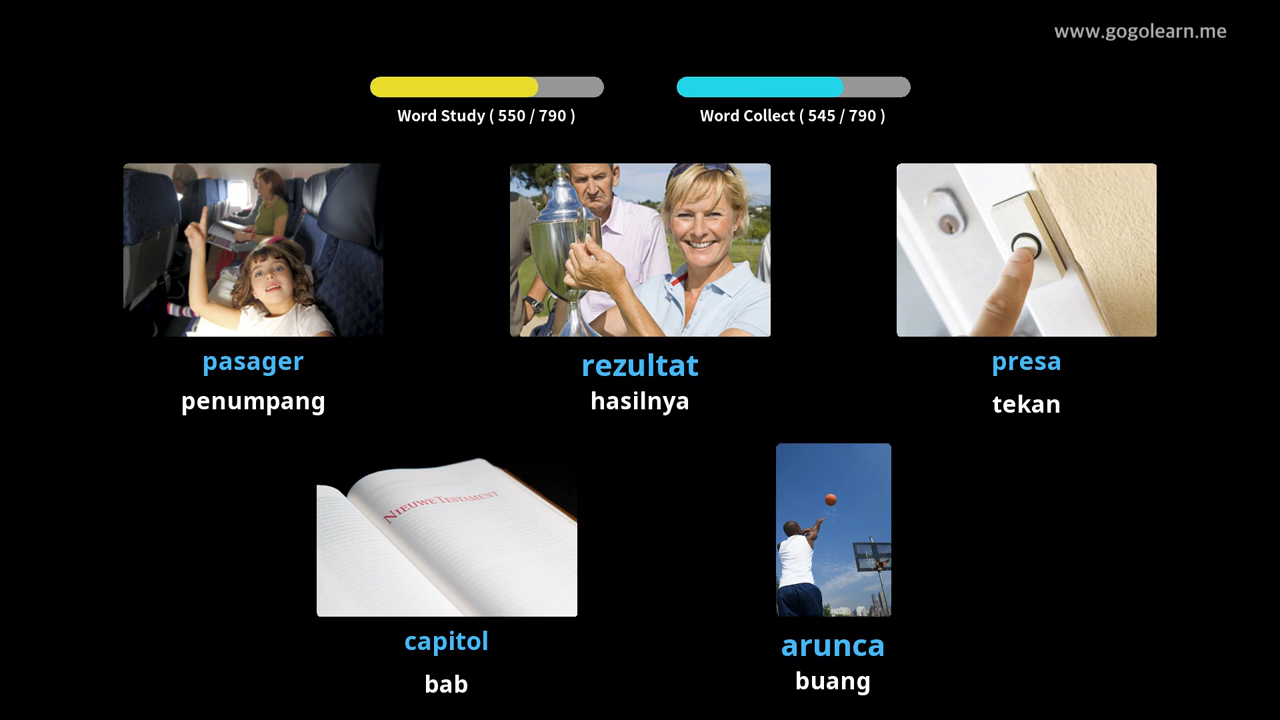 www.gogolearn.me
Word Study ( 550 / 790 )
Word Collect ( 545 / 790 )
pasager
penumpang
rezultat
hasilnya
presa
tekan
NIEUWE TESTAMENT
capitol
bab
arunca
buang